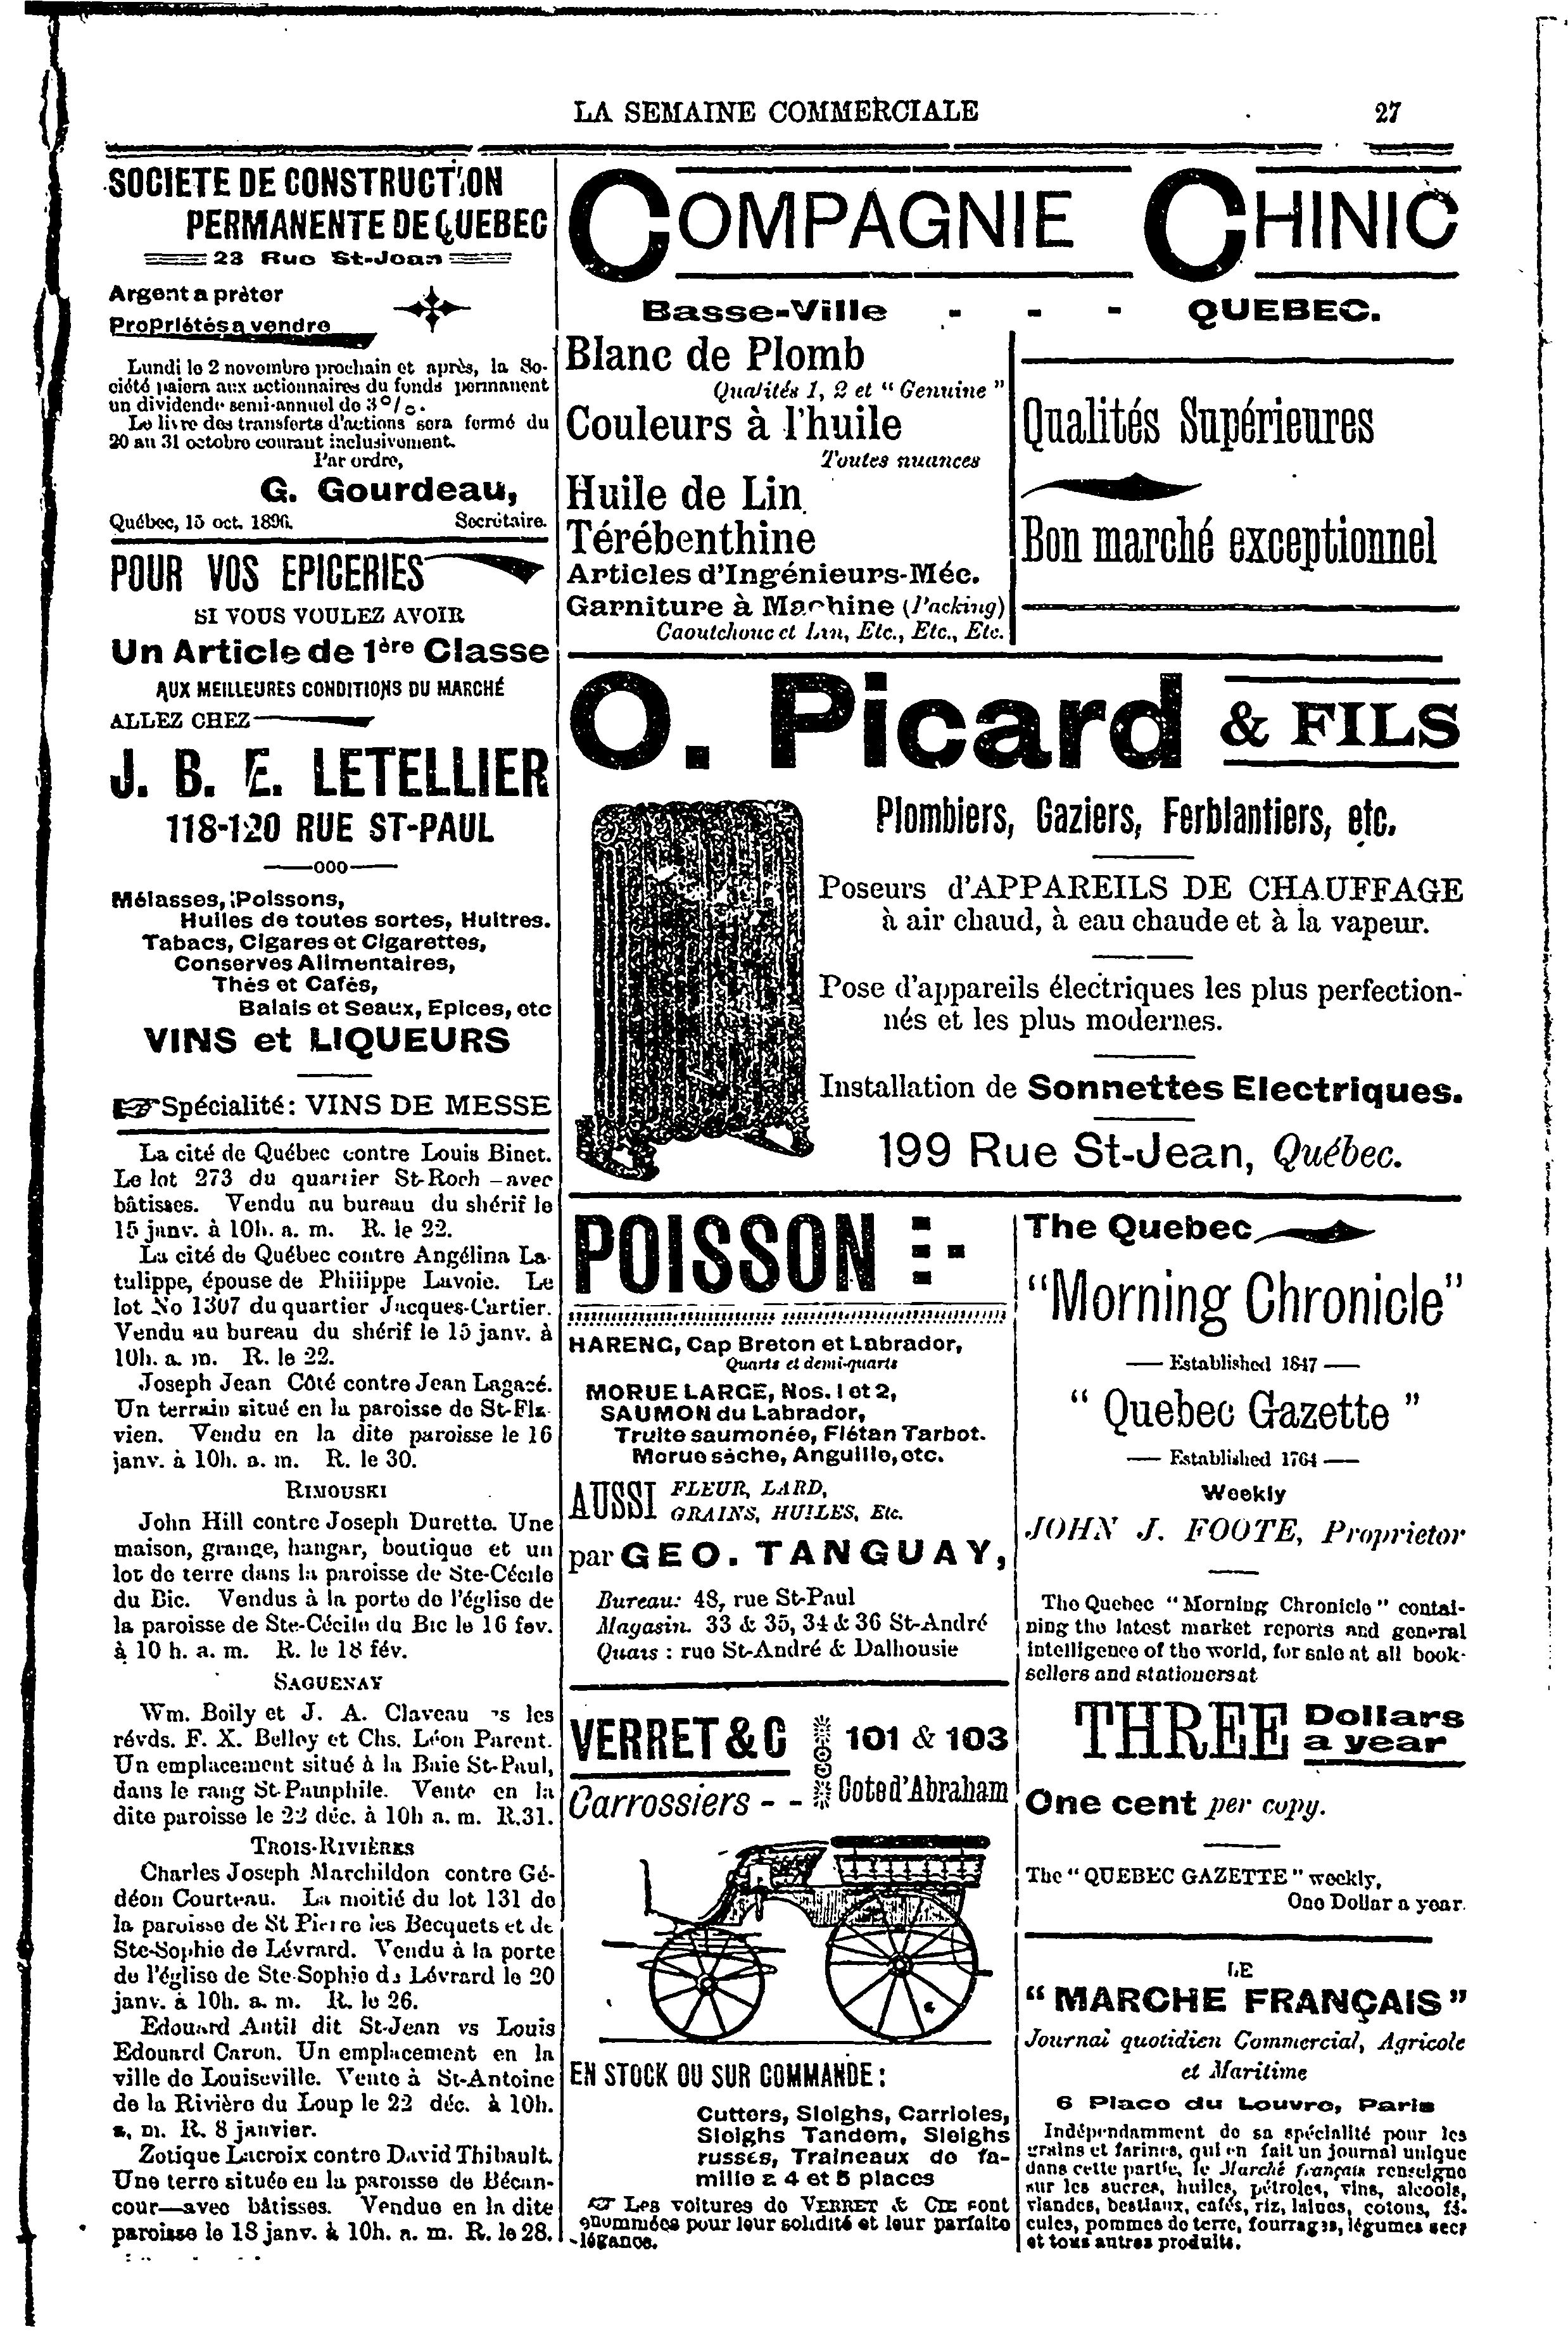 LA SEMAINE COMMERCIALE 27
SOCIETE DE CONSTRUCTION
PERMANENTE DE QUEBEC
23 Rue St-Jean
Argent a prêter
Propriétés a vendre
Lundi le 2 novembre prochain et après, la So-
ciété paiera aux actionnaires du fonds permanent
un dividende semi-annuel de 3°/o.
Le livre des transferts d'actions sera fermé du
20 au 31 octobre courant inclusivement.
Par ordre,
G. Gourdeau,
Québec, 15 oct. 1896. Secrétaire.
POUR VOS EPICERIES
SI VOUS VOULEZ AVOIR
Un Article de 1ère Classe
AUX MEILLEURES CONDITIONS DU MARCHÉ
ALLEZ CHEZ
J. B. E. LETELLIER
118-120 RUE ST-PAUL
—ooo—
Mélasses, Poissons,
Huiles de toutes sortes, Huitres.
Tabacs, Cigares et Cigarettes,
Conserves Alimentaires,
Thés et Cafés,
Balais et Seaux, Epices, etc
VINS et LIQUEURS
☞ Spécialité: VINS DE MESSE
La cité de Québec contre Louis Binet.
Le lot 273 du quartier St-Roch —avec
bâtisses. Vendu au bureau du shérif le
15 janv. à 10h. a. m. R. le 22.
La cité de Québec contre Angélina La-
tulippe, épouse de Philippe Lavoie. Le
lot No 1307 du quartier Jacques-Cartier.
Vendu au bureau du shérif le 15 janv. à
10h. a. m. R. le 22.
Joseph Jean Côté contre Jean Lagacé.
Un terrain situé en la paroisse de St-Fla-
vien. Vendu en la dite paroisse le 16
janv. à 10h. a. m. R. le 30.
RIMOUSKI
John Hill contre Joseph Durette. Une
maison, grange, hangar, boutique et un
lot de terre dans la paroisse de Ste-Cécile
du Bic. Vendus à la porte de l'église de
la paroisse de Ste-Cécile du Bic le 16 fev.
à 10 h. a. m. R. le 18 fév.
SAGUENAY
Wm. Boily et J. A. Claveau vs les
révds. F. X. Belley et Chs. Léon Parent.
Un emplacement situé à la Baie St-Paul,
dans le rang St-Pamphile. Vente en la
dite paroisse le 22 déc. à 10h a. m. R.31.
TROIS-RIVIÈRES
Charles Joseph Marchildon contre Gé-
déon Courteau. La moitié du lot 131 de
la paroisse de St Pierre les Becquets et de
Ste-Sophie de Lévrard. Vendu à la porte
de l'église de Ste-Sophie de Lévrard le 20
janv. à 10h. a. m. R. le 26.
Edouard Antil dit St-Jean vs Louis
Edouard Caron. Un emplacement en la
ville de Louiseville. Vente à St-Antoine
de la Rivière du Loup le 22 déc. à 10h.
a. m. R. 8 janvier.
Zotique Lacroix contre David Thibault.
Une terre située en la paroisse de Bécan-
cour—avec bâtisses. Vendue en la dite
paroisse le 18 janv. à 10h. a. m. R. le 28.
COMPAGNIE CHINIC
Basse-Ville - - - QUEBEC.
Blanc de Plomb
Qualités 1, 2 et "Genuine"
Couleurs à l'huile
Toutes nuances
Huile de Lin
Térébenthine
Articles d'Ingénieurs-Méc.
Garniture à Machine (Packing)
Caoutchouc et Lin, Etc., Etc., Etc.
Qualités Supérieures
Bon marché exceptionnel
O. Picard & FILS
Plombiers, Gaziers, Ferblantiers, etc.
Poseurs d'APPAREILS DE CHAUFFAGE
à air chaud, à eau chaude et à la vapeur.
Pose d'appareils électriques les plus perfection-
nés et les plus modernes.
Installation de Sonnettes Electriques.
199 Rue St-Jean, Québec.
POISSON
HARENG, Cap Breton et Labrador,
Quarts et demi-quarts
MORUE LARGE, Nos. 1 et 2,
SAUMON du Labrador,
Truite saumonée, Flétan Tarbot.
Morue sèche, Anguille, etc.
AUSSI FLEUR, LARD,
GRAINS, HUILES, Etc.
par GEO. TANGUAY,
Bureau: 48, rue St-Paul
Magasin. 33 & 35, 34 & 36 St-André
Quais : rue St-André & Dalhousie
VERRET & C 101 & 103
Carrossiers - - Cote d'Abraham
EN STOCK OU SUR COMMANDE:
Cutters, Sleighs, Carrioles,
Sleighs Tandem, Sleighs
russes, Traineaux de fa-
mille à 4 et 5 places
☞ Les voitures de VERRET & CIE sont
renommées pour leur solidité et leur parfaite
élégance.
The Quebec
"Morning Chronicle"
— Established 1847 —
"Quebec Gazette"
— Established 1764 —
Weekly
JOHN J. FOOTE, Proprietor
The Quebec "Morning Chronicle" contai-
ning the latest market reports and general
intelligence of the world, for sale at all book-
sellers and stationers at
THREE Dollars
a year
One cent per copy.
The "QUEBEC GAZETTE" weekly,
One Dollar a year.
LE
"MARCHE FRANÇAIS"
Journal quotidien Commercial, Agricole
et Maritime
6 Place du Louvre, Paris
Indépendamment de sa spécialité pour les
grains et farines, qui en fait un journal unique
dans cette partie, le Marché français renseigne
sur les sucres, huiles, pétroles, vins, alcools,
viandes, bestiaux, cafés, riz, laines, cotons, fé-
cules, pommes de terre, fourrages, légumes secs
et tous autres produits.